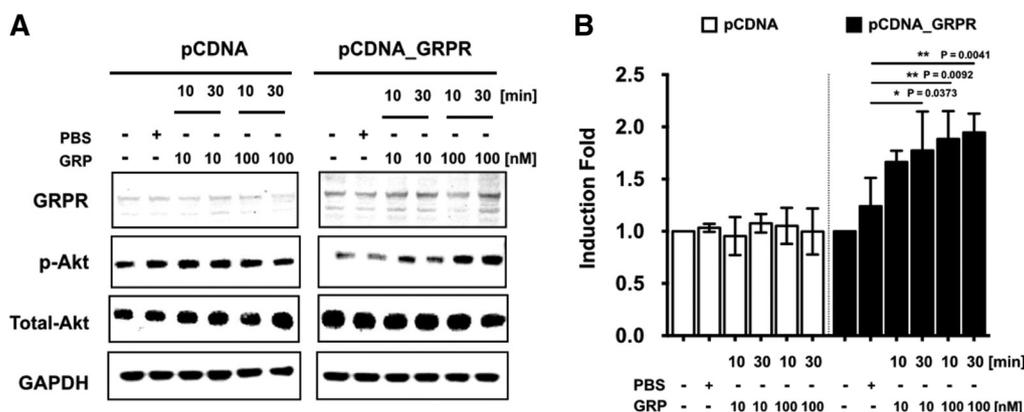 A
pCDNA pCDNA_GRPR
10 30 10 30 10 30 10 30 [min]
PBS - + - - - - - + - - - -
GRP - - 10 10 100 100 - - 10 10 100 100 [nM]
GRPR
p-Akt
Total-Akt
GAPDH
B
pCDNA pCDNA_GRPR
** P = 0.0041
** P = 0.0092
* P = 0.0373
Induction Fold
2.5
2.0
1.5
1.0
0.5
0.0
10 30 10 30 10 30 10 30 [min]
PBS - + - - - - - + - - - -
GRP - - 10 10 100 100 - - 10 10 100 100 [nM]